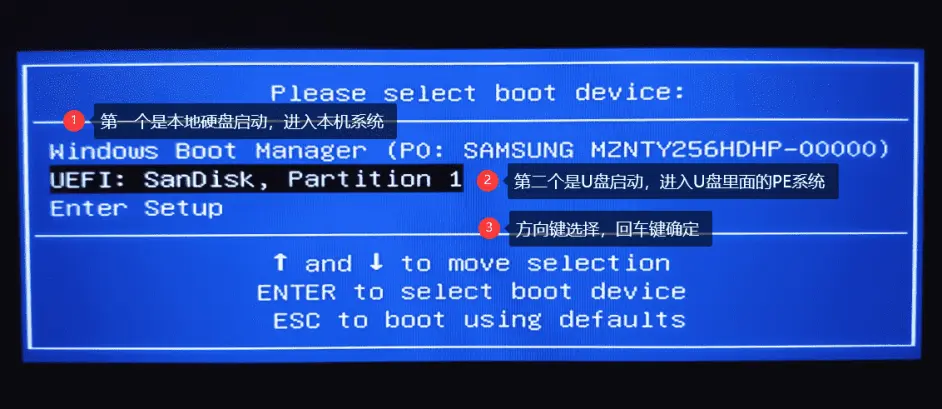 Please select boot device:
1 第一个是本地硬盘启动，进入本机系统
Windows Boot Manager (P0: SAMSUNG MZNTY256HDHP-00000)
UEFI: SanDisk, Partition 1
2 第二个是U盘启动，进入U盘里面的PE系统
Enter Setup
3 方向键选择，回车键确定
↑ and ↓ to move selection
ENTER to select boot device
ESC to boot using defaults